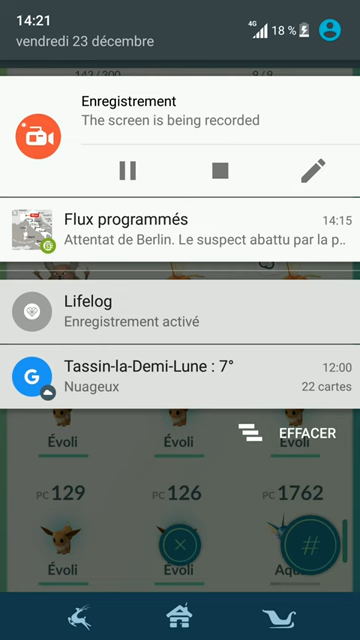 14:21
vendredi 23 décembre
4G 18 %
Enregistrement
The screen is being recorded
Flux programmés 14:15
Attentat de Berlin. Le suspect abattu par la p..
Lifelog
Enregistrement activé
G Tassin-la-Demi-Lune : 7° 12:00
Nuageux 22 cartes
EFFACER
Évoli Évoli Évoli
PC 129 PC 126 PC 1762
Évoli Évoli Aqu
#